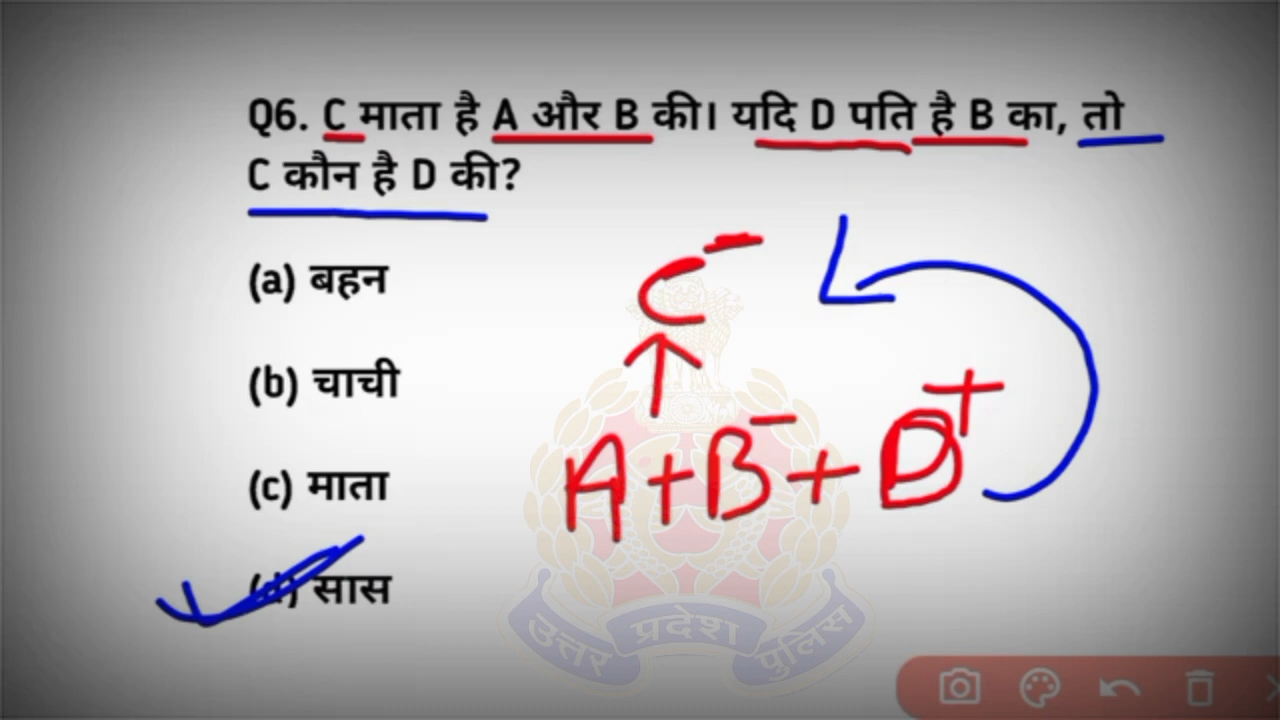 Q6. C माता है A और B की। यदि D पति है B का, तो
C कौन है D की?
(a) बहन
(b) चाची
(c) माता
(d) सास
C−
A+B−+D+
उत्तर प्रदेश पुलिस